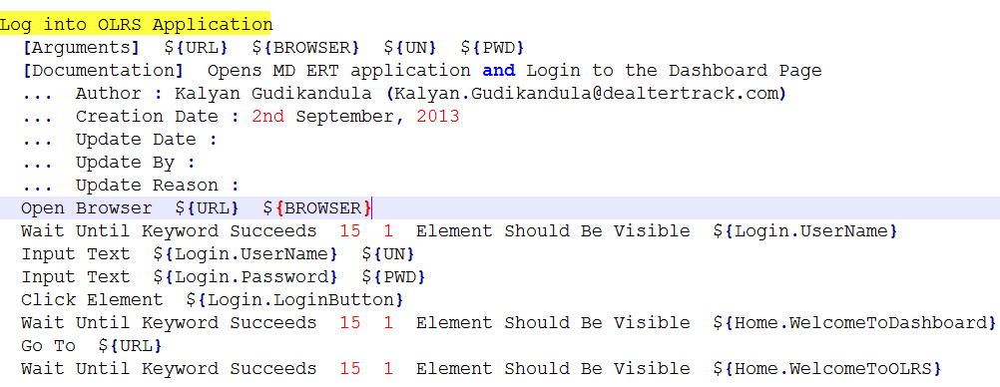 Log into OLRS Application
[Arguments]  ${URL}  ${BROWSER}  ${UN}  ${PWD}
[Documentation]  Opens MD ERT application and Login to the Dashboard Page
...  Author : Kalyan Gudikandula (Kalyan.Gudikandula@dealtertrack.com)
...  Creation Date : 2nd September, 2013
...  Update Date :
...  Update By :
...  Update Reason :
Open Browser  ${URL}  ${BROWSER}
Wait Until Keyword Succeeds  15  1  Element Should Be Visible  ${Login.UserName}
Input Text  ${Login.UserName}  ${UN}
Input Text  ${Login.Password}  ${PWD}
Click Element  ${Login.LoginButton}
Wait Until Keyword Succeeds  15  1  Element Should Be Visible  ${Home.WelcomeToDashboard}
Go To  ${URL}
Wait Until Keyword Succeeds  15  1  Element Should Be Visible  ${Home.WelcomeToOLRS}